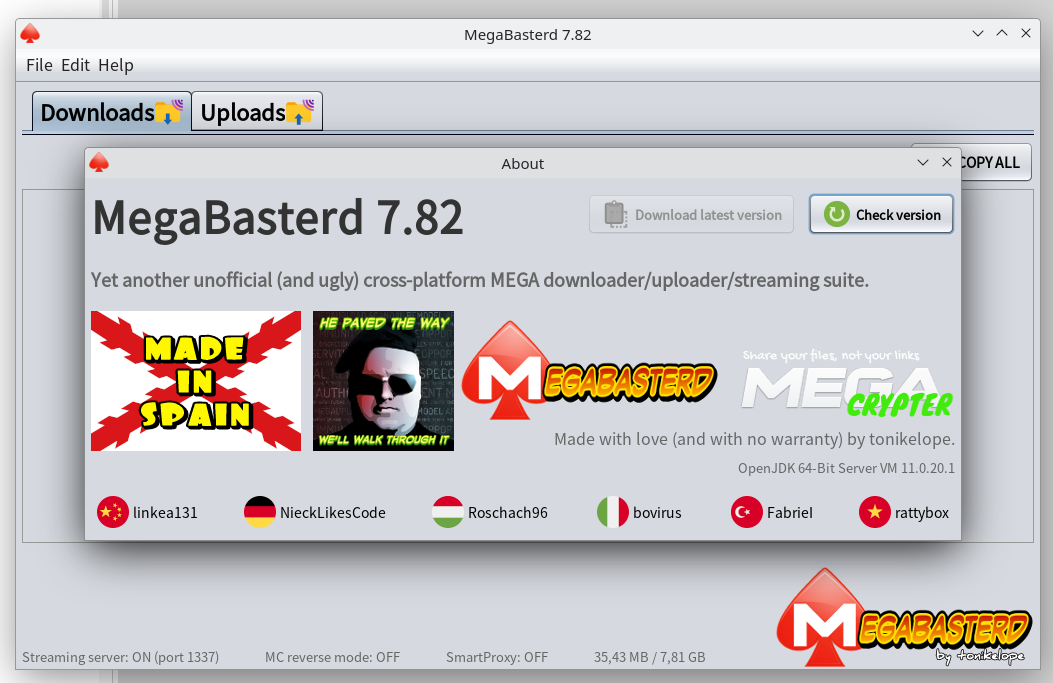 MegaBasterd 7.82
File Edit Help
Downloads Uploads
COPY ALL
About
MegaBasterd 7.82
Download latest version
Check version
Yet another unofficial (and ugly) cross-platform MEGA downloader/uploader/streaming suite.
MADE
IN
SPAIN
HE PAVED THE WAY
WE'LL WALK THROUGH IT
MEGABASTERD
Share your files, not your links
MEGA
CRYPTER
Made with love (and with no warranty) by tonikelope.
OpenJDK 64-Bit Server VM 11.0.20.1
linkea131 NieckLikesCode Roschach96 bovirus Fabriel rattybox
MEGABASTERD
by tonikelope
Streaming server: ON (port 1337) MC reverse mode: OFF SmartProxy: OFF 35,43 MB / 7,81 GB